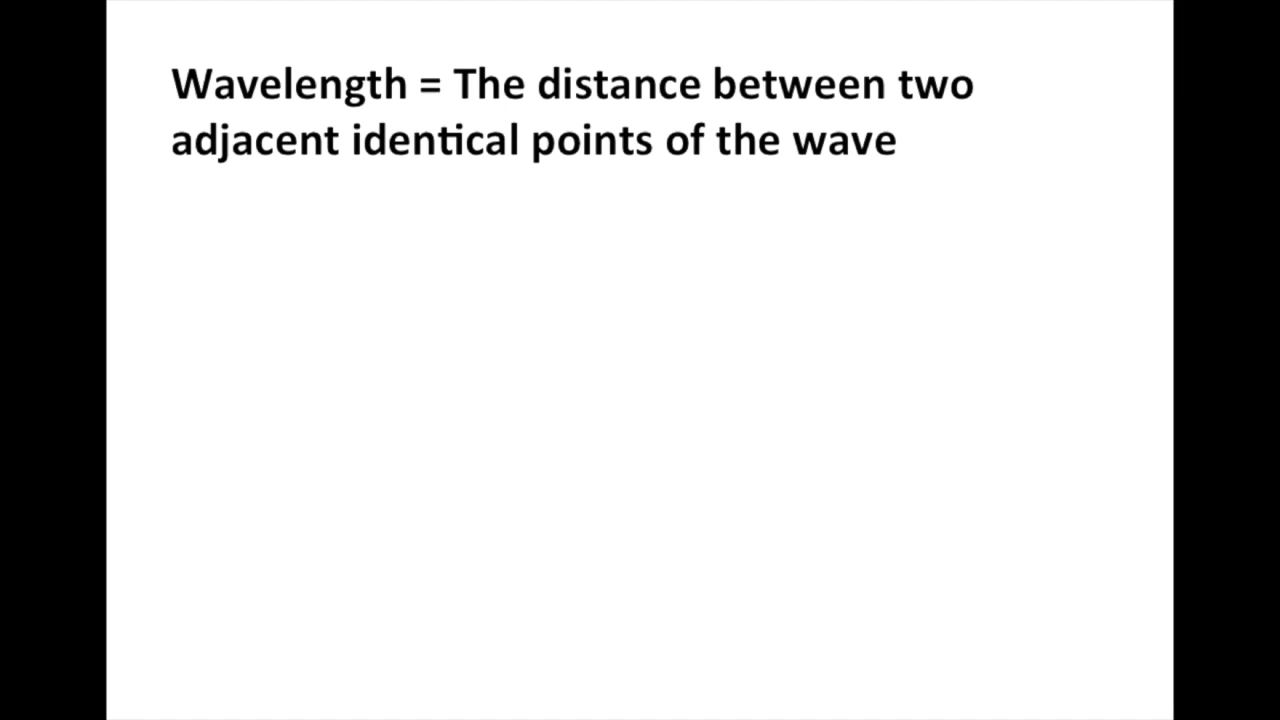 Wavelength = The distance between two
adjacent identical points of the wave